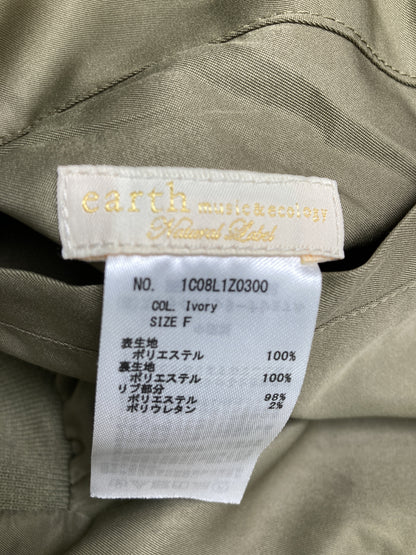 earth music & ecology
Natural Label
NO. 1C08L1Z0300
COL. Ivory
SIZE F
表生地
ポリエステル 100%
裏生地
ポリエステル 100%
リブ部分
ポリエステル 98%
ポリウレタン 2%